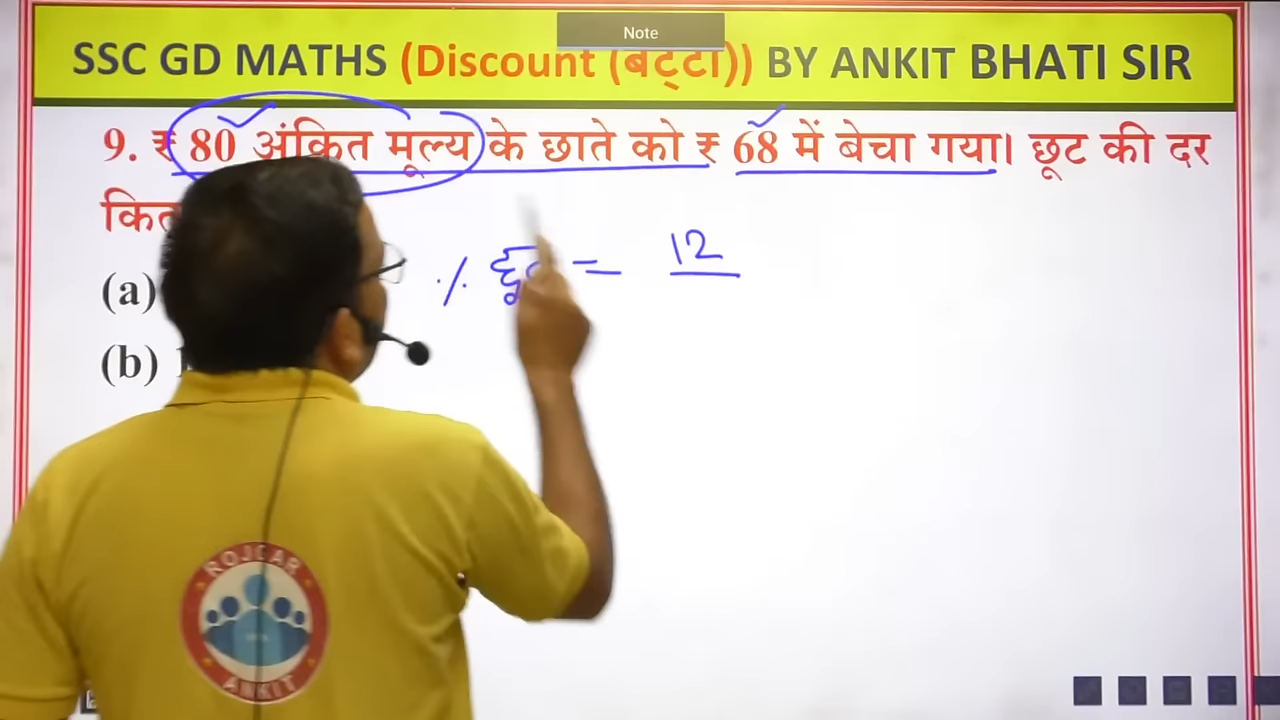 Note
SSC GD MATHS (Discount (बट्टा)) BY ANKIT BHATI SIR
9. ₹ 80 अंकित मूल्य के छाते को ₹ 68 में बेचा गया। छूट की दर
(a)
% = 12
(b)
ROJGAR
ANKIT